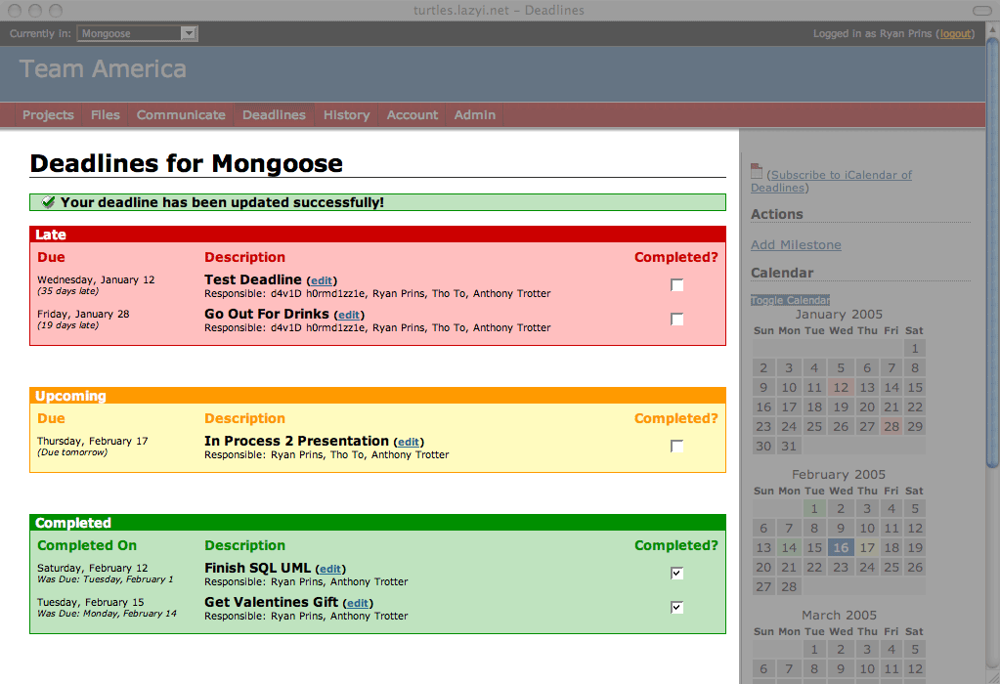 turtles.lazyi.net – Deadlines
Currently In: Mongoose
Logged in as Ryan Prins (logout)
Team America
Projects Files Communicate Deadlines History Account Admin
Deadlines for Mongoose
Your deadline has been updated successfully!
Late
Due Description Completed?
Wednesday, January 12 Test Deadline (edit)
(35 days late) Responsible: d4v1D h0rmd1zz1e, Ryan Prins, Tho To, Anthony Trotter
Friday, January 28 Go Out For Drinks (edit)
(19 days late) Responsible: d4v1D h0rmd1zz1e, Ryan Prins, Tho To, Anthony Trotter
Upcoming
Due Description Completed?
Thursday, February 17 In Process 2 Presentation (edit)
(Due tomorrow) Responsible: Ryan Prins, Tho To, Anthony Trotter
Completed
Completed On Description Completed?
Saturday, February 12 Finish SQL UML (edit)
Was Due: Tuesday, February 1 Responsible: Ryan Prins, Anthony Trotter
Tuesday, February 15 Get Valentines Gift (edit)
Was Due: Monday, February 14 Responsible: Ryan Prins, Anthony Trotter
(Subscribe to iCalendar of
Deadlines)
Actions
Add Milestone
Calendar
Toggle Calendar
January 2005
Sun Mon Tue Wed Thu Fri Sat
1
2 3 4 5 6 7 8
9 10 11 12 13 14 15
16 17 18 19 20 21 22
23 24 25 26 27 28 29
30 31
February 2005
Sun Mon Tue Wed Thu Fri Sat
1 2 3 4 5
6 7 8 9 10 11 12
13 14 15 16 17 18 19
20 21 22 23 24 25 26
27 28
March 2005
Sun Mon Tue Wed Thu Fri Sat
1 2 3 4 5
6 7 8 9 10 11 12